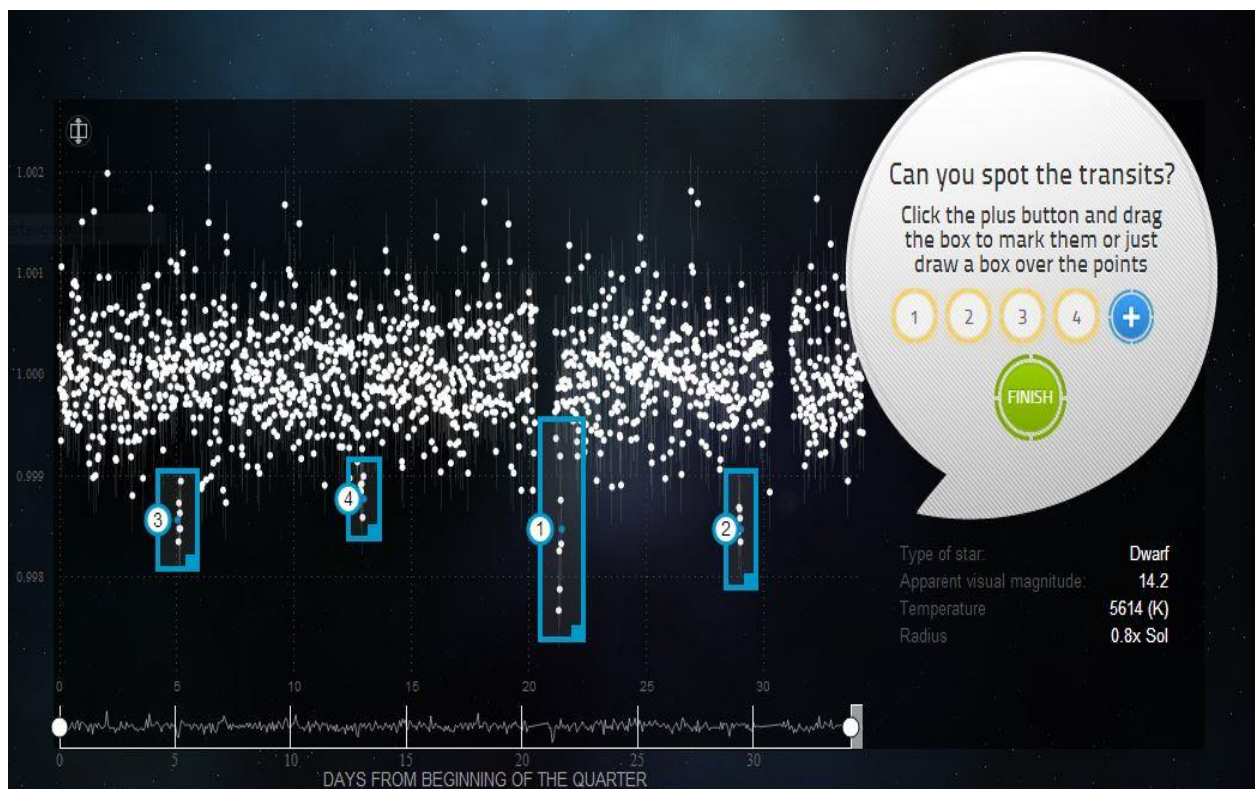 1.002
1.001
1.000
0.999
0.998
3
4
1
2
0 5 10 15 20 25 30
0 5 10 15 20 25 30
DAYS FROM BEGINNING OF THE QUARTER
Can you spot the transits?
Click the plus button and drag
the box to mark them or just
draw a box over the points
1 2 3 4 +
FINISH
Type of star: Dwarf
Apparent visual magnitude: 14.2
Temperature 5614 (K)
Radius 0.8x Sol